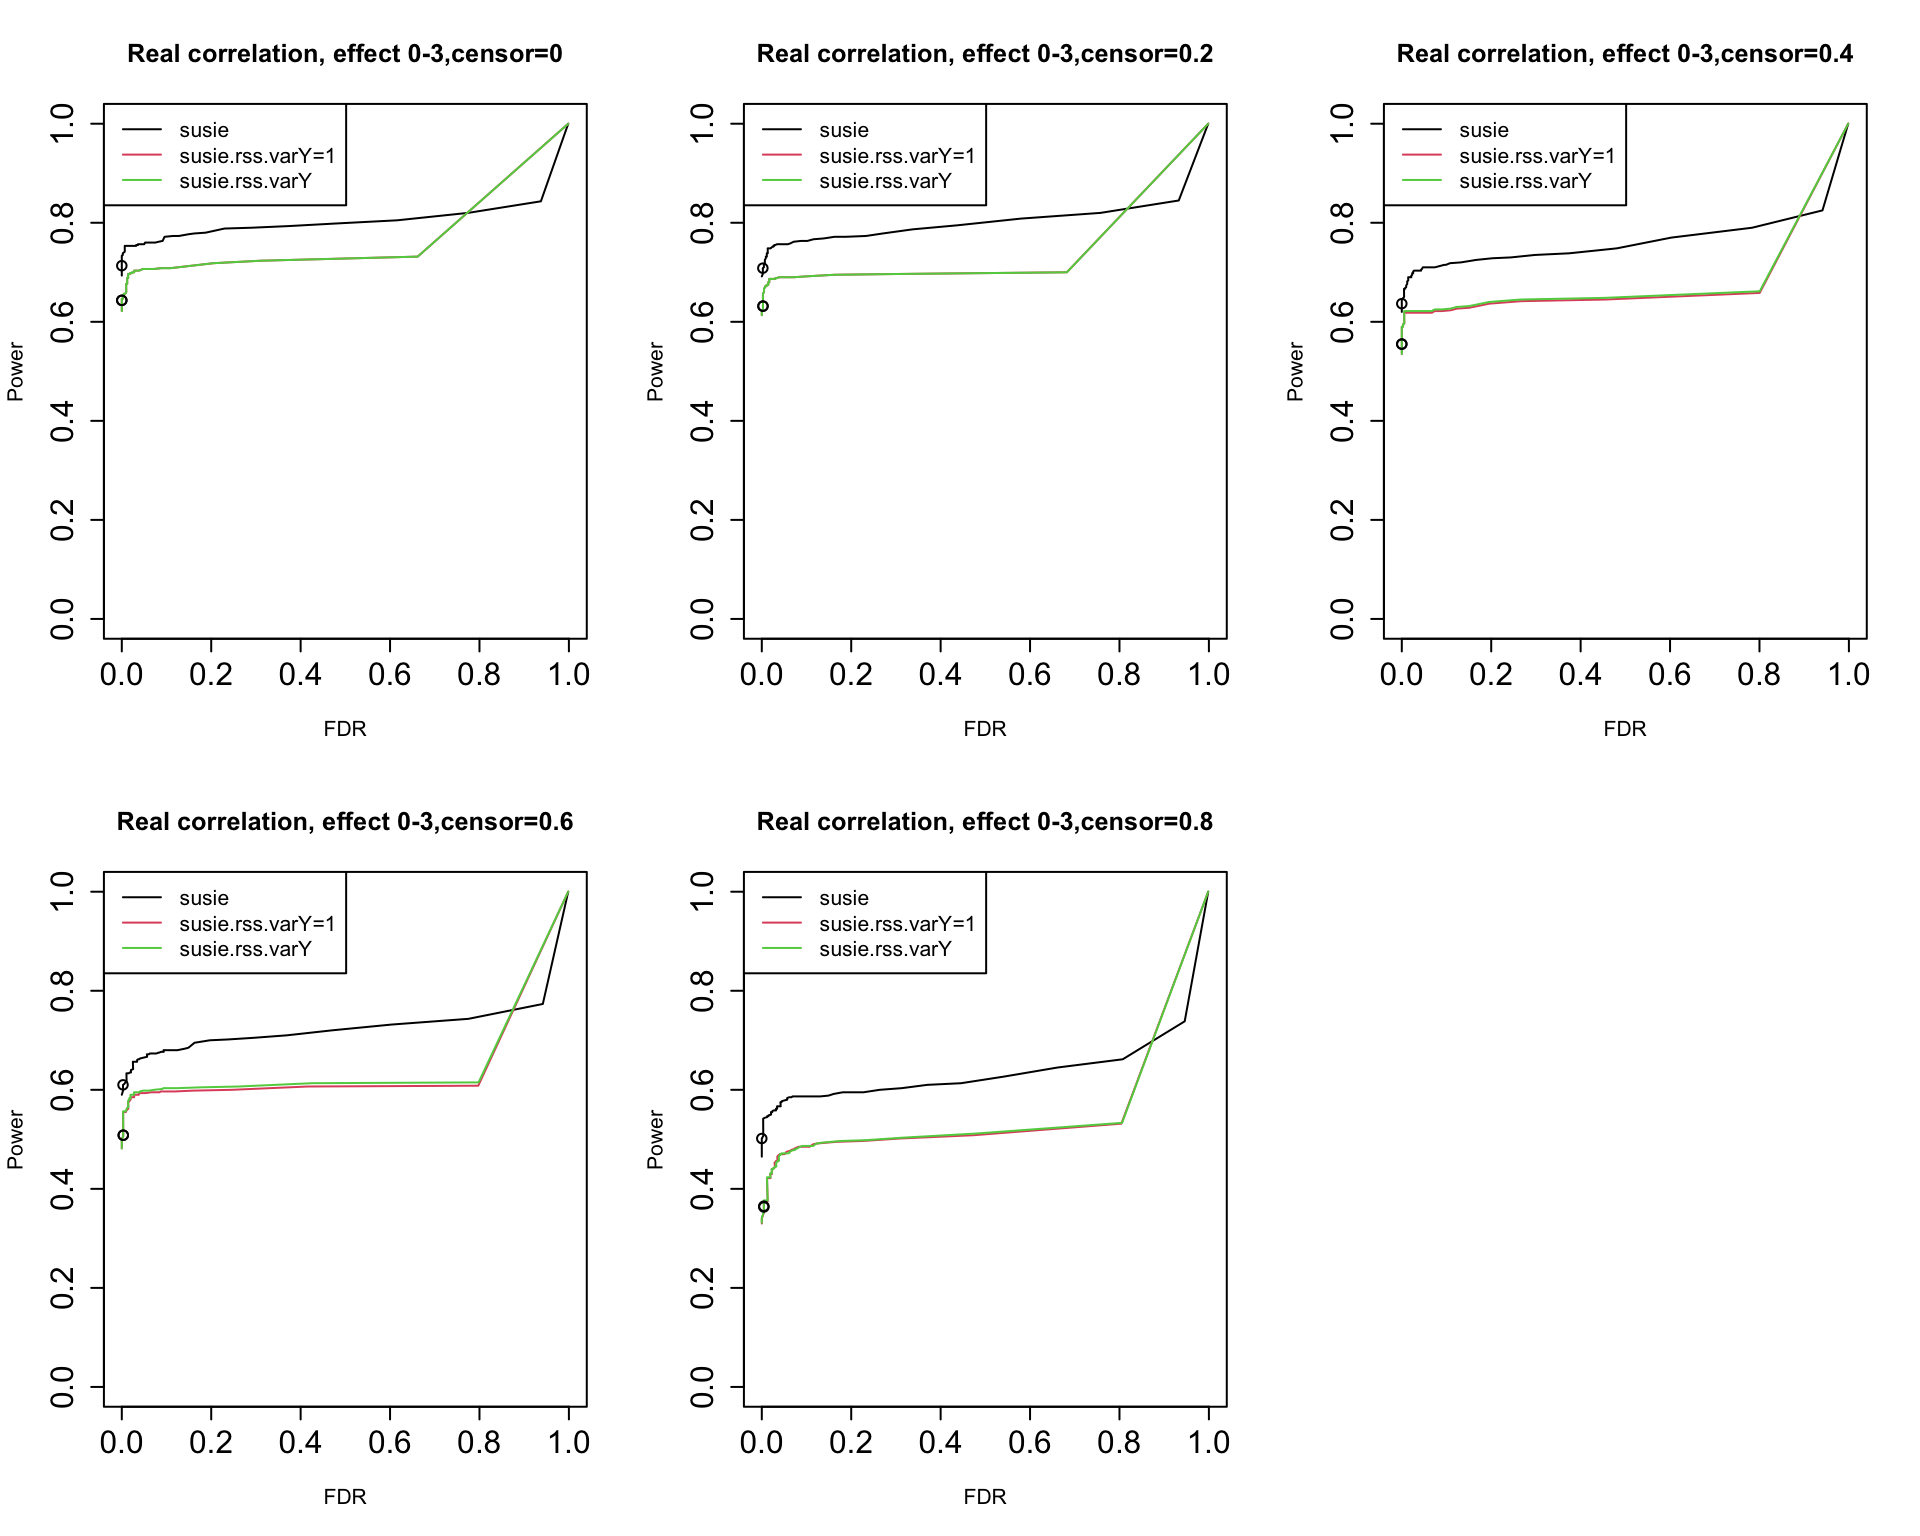 Real correlation, effect 0-3,censor=0
susie
susie.rss.varY=1
susie.rss.varY
Power
0.0 0.2 0.4 0.6 0.8 1.0
0.0 0.2 0.4 0.6 0.8 1.0
FDR
Real correlation, effect 0-3,censor=0.2
susie
susie.rss.varY=1
susie.rss.varY
Power
0.0 0.2 0.4 0.6 0.8 1.0
0.0 0.2 0.4 0.6 0.8 1.0
FDR
Real correlation, effect 0-3,censor=0.4
susie
susie.rss.varY=1
susie.rss.varY
Power
0.0 0.2 0.4 0.6 0.8 1.0
0.0 0.2 0.4 0.6 0.8 1.0
FDR
Real correlation, effect 0-3,censor=0.6
susie
susie.rss.varY=1
susie.rss.varY
Power
0.0 0.2 0.4 0.6 0.8 1.0
0.0 0.2 0.4 0.6 0.8 1.0
FDR
Real correlation, effect 0-3,censor=0.8
susie
susie.rss.varY=1
susie.rss.varY
Power
0.0 0.2 0.4 0.6 0.8 1.0
0.0 0.2 0.4 0.6 0.8 1.0
FDR